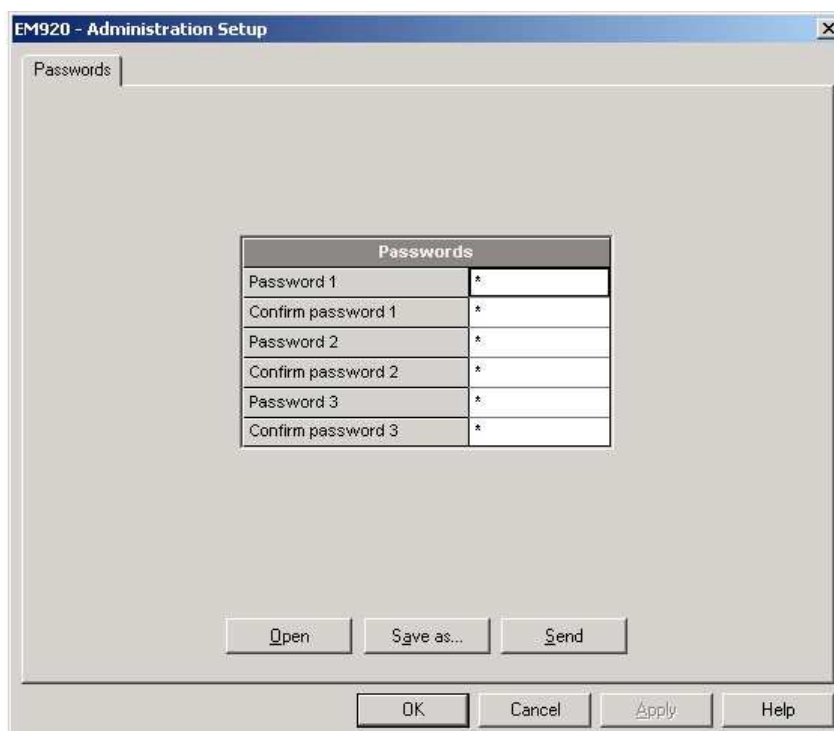 EM920 - Administration Setup
Passwords
Passwords
Password 1 *
Confirm password 1 *
Password 2 *
Confirm password 2 *
Password 3 *
Confirm password 3 *
Open Save as... Send
OK Cancel Apply Help